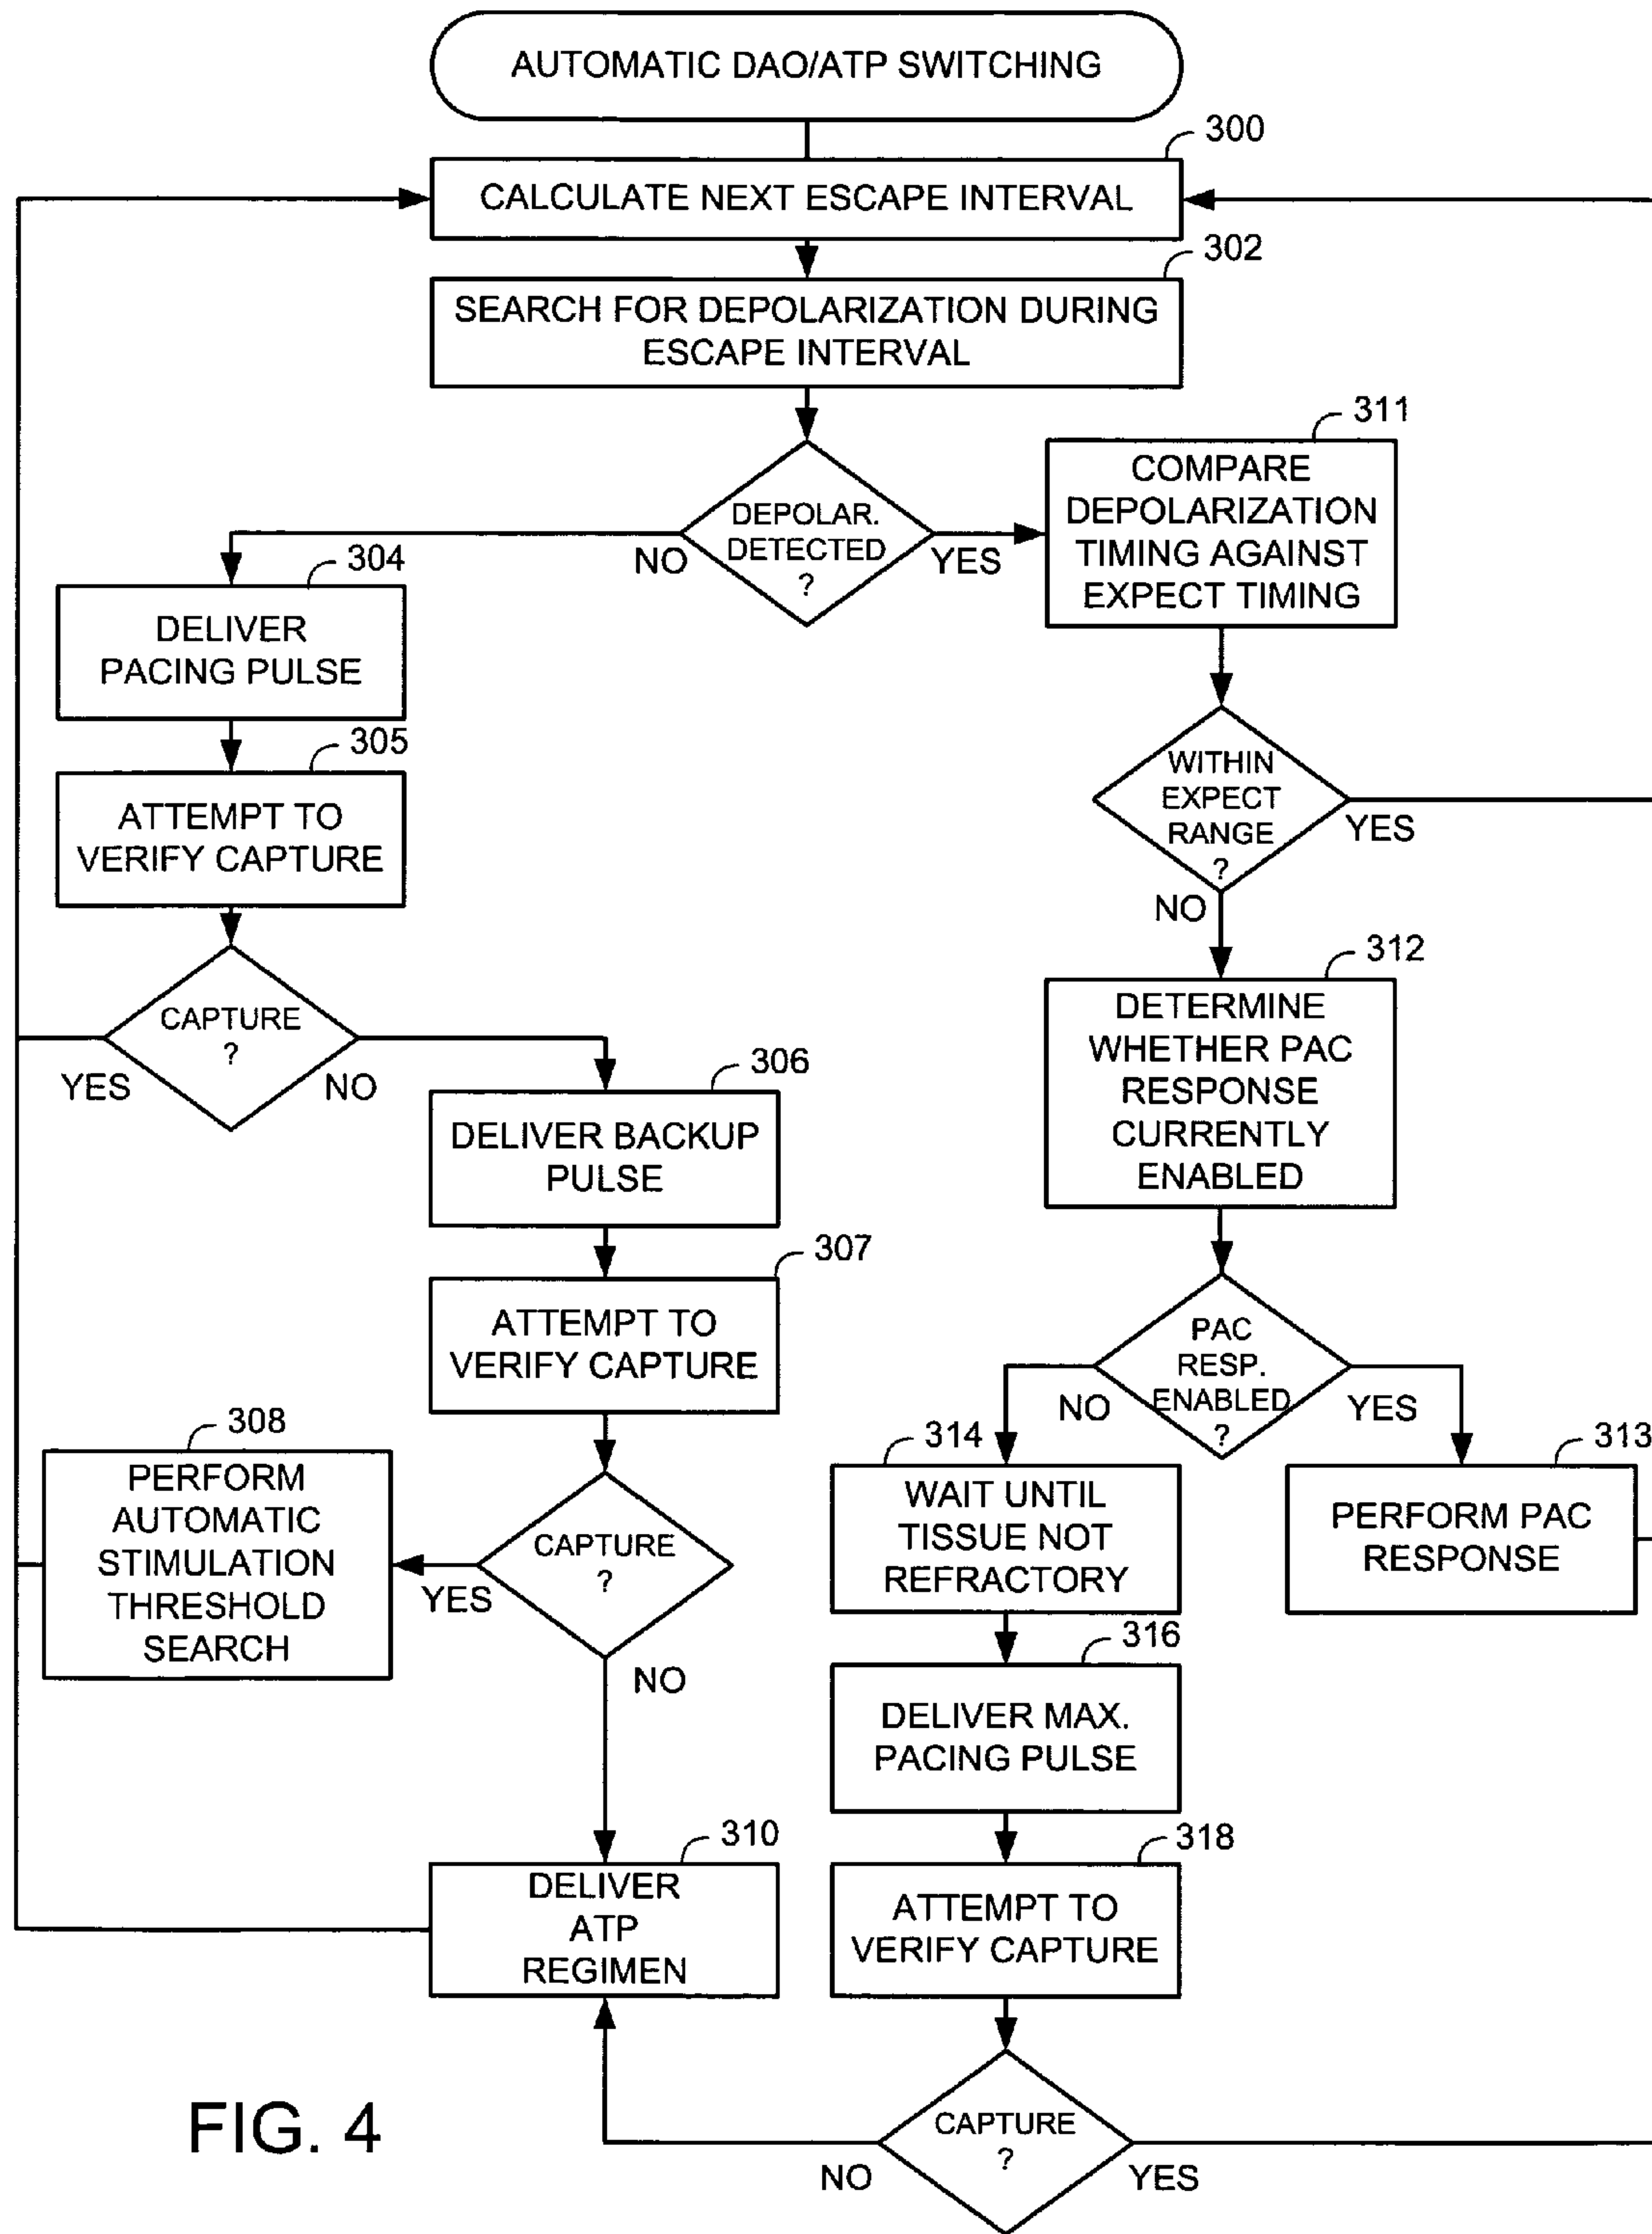 AUTOMATIC DAO/ATP SWITCHING
300
CALCULATE NEXT ESCAPE INTERVAL
302
SEARCH FOR DEPOLARIZATION DURING
ESCAPE INTERVAL
DEPOLAR.
DETECTED
?
NO
YES
311
COMPARE
DEPOLARIZATION
TIMING AGAINST
EXPECT TIMING
304
DELIVER
PACING PULSE
305
ATTEMPT TO
VERIFY CAPTURE
WITHIN
EXPECT
RANGE
?
YES
NO
CAPTURE
?
YES
NO
306
DELIVER BACKUP
PULSE
307
ATTEMPT TO
VERIFY CAPTURE
312
DETERMINE
WHETHER PAC
RESPONSE
CURRENTLY
ENABLED
PAC
RESP.
ENABLED
?
NO
YES
308
PERFORM
AUTOMATIC
STIMULATION
THRESHOLD
SEARCH
CAPTURE
?
YES
NO
314
WAIT UNTIL
TISSUE NOT
REFRACTORY
313
PERFORM PAC
RESPONSE
316
DELIVER MAX.
PACING PULSE
310
DELIVER
ATP
REGIMEN
318
ATTEMPT TO
VERIFY CAPTURE
CAPTURE
?
NO
YES
FIG. 4